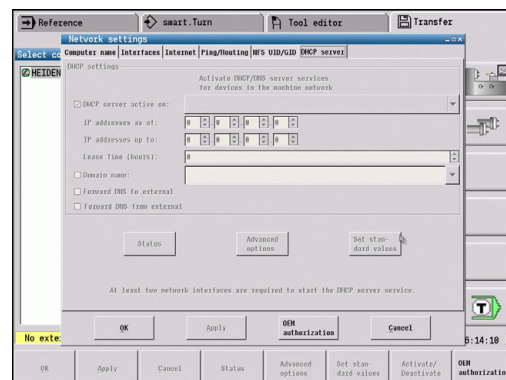 Reference
smart.Turn
Tool editor
Transfer
Network settings
Computer name Interfaces Internet Ping/Routing NFS UID/GID DHCP server
DHCP settings
Activate DHCP/DNS server services
for devices in the machine network
DHCP server active on:
IP addresses as of: 0 . 0 . 0 . 0
IP addresses up to: 0 0 0 0
Lease Time (hours): 0
Domain name:
Forward DNS to external
Forward DNS from external
Status
Advanced
options
Set stan-
dard values
At least two network interfaces are required to start the DHCP server service.
OK
Apply
OEM
authorization
Cancel
Select co
HEIDEN
No exte
6:14:10
T
OK
Apply
Cancel
Status
Advanced
options
Set stan-
dard values
Activate/
Deactivate
OEM
authorizatio